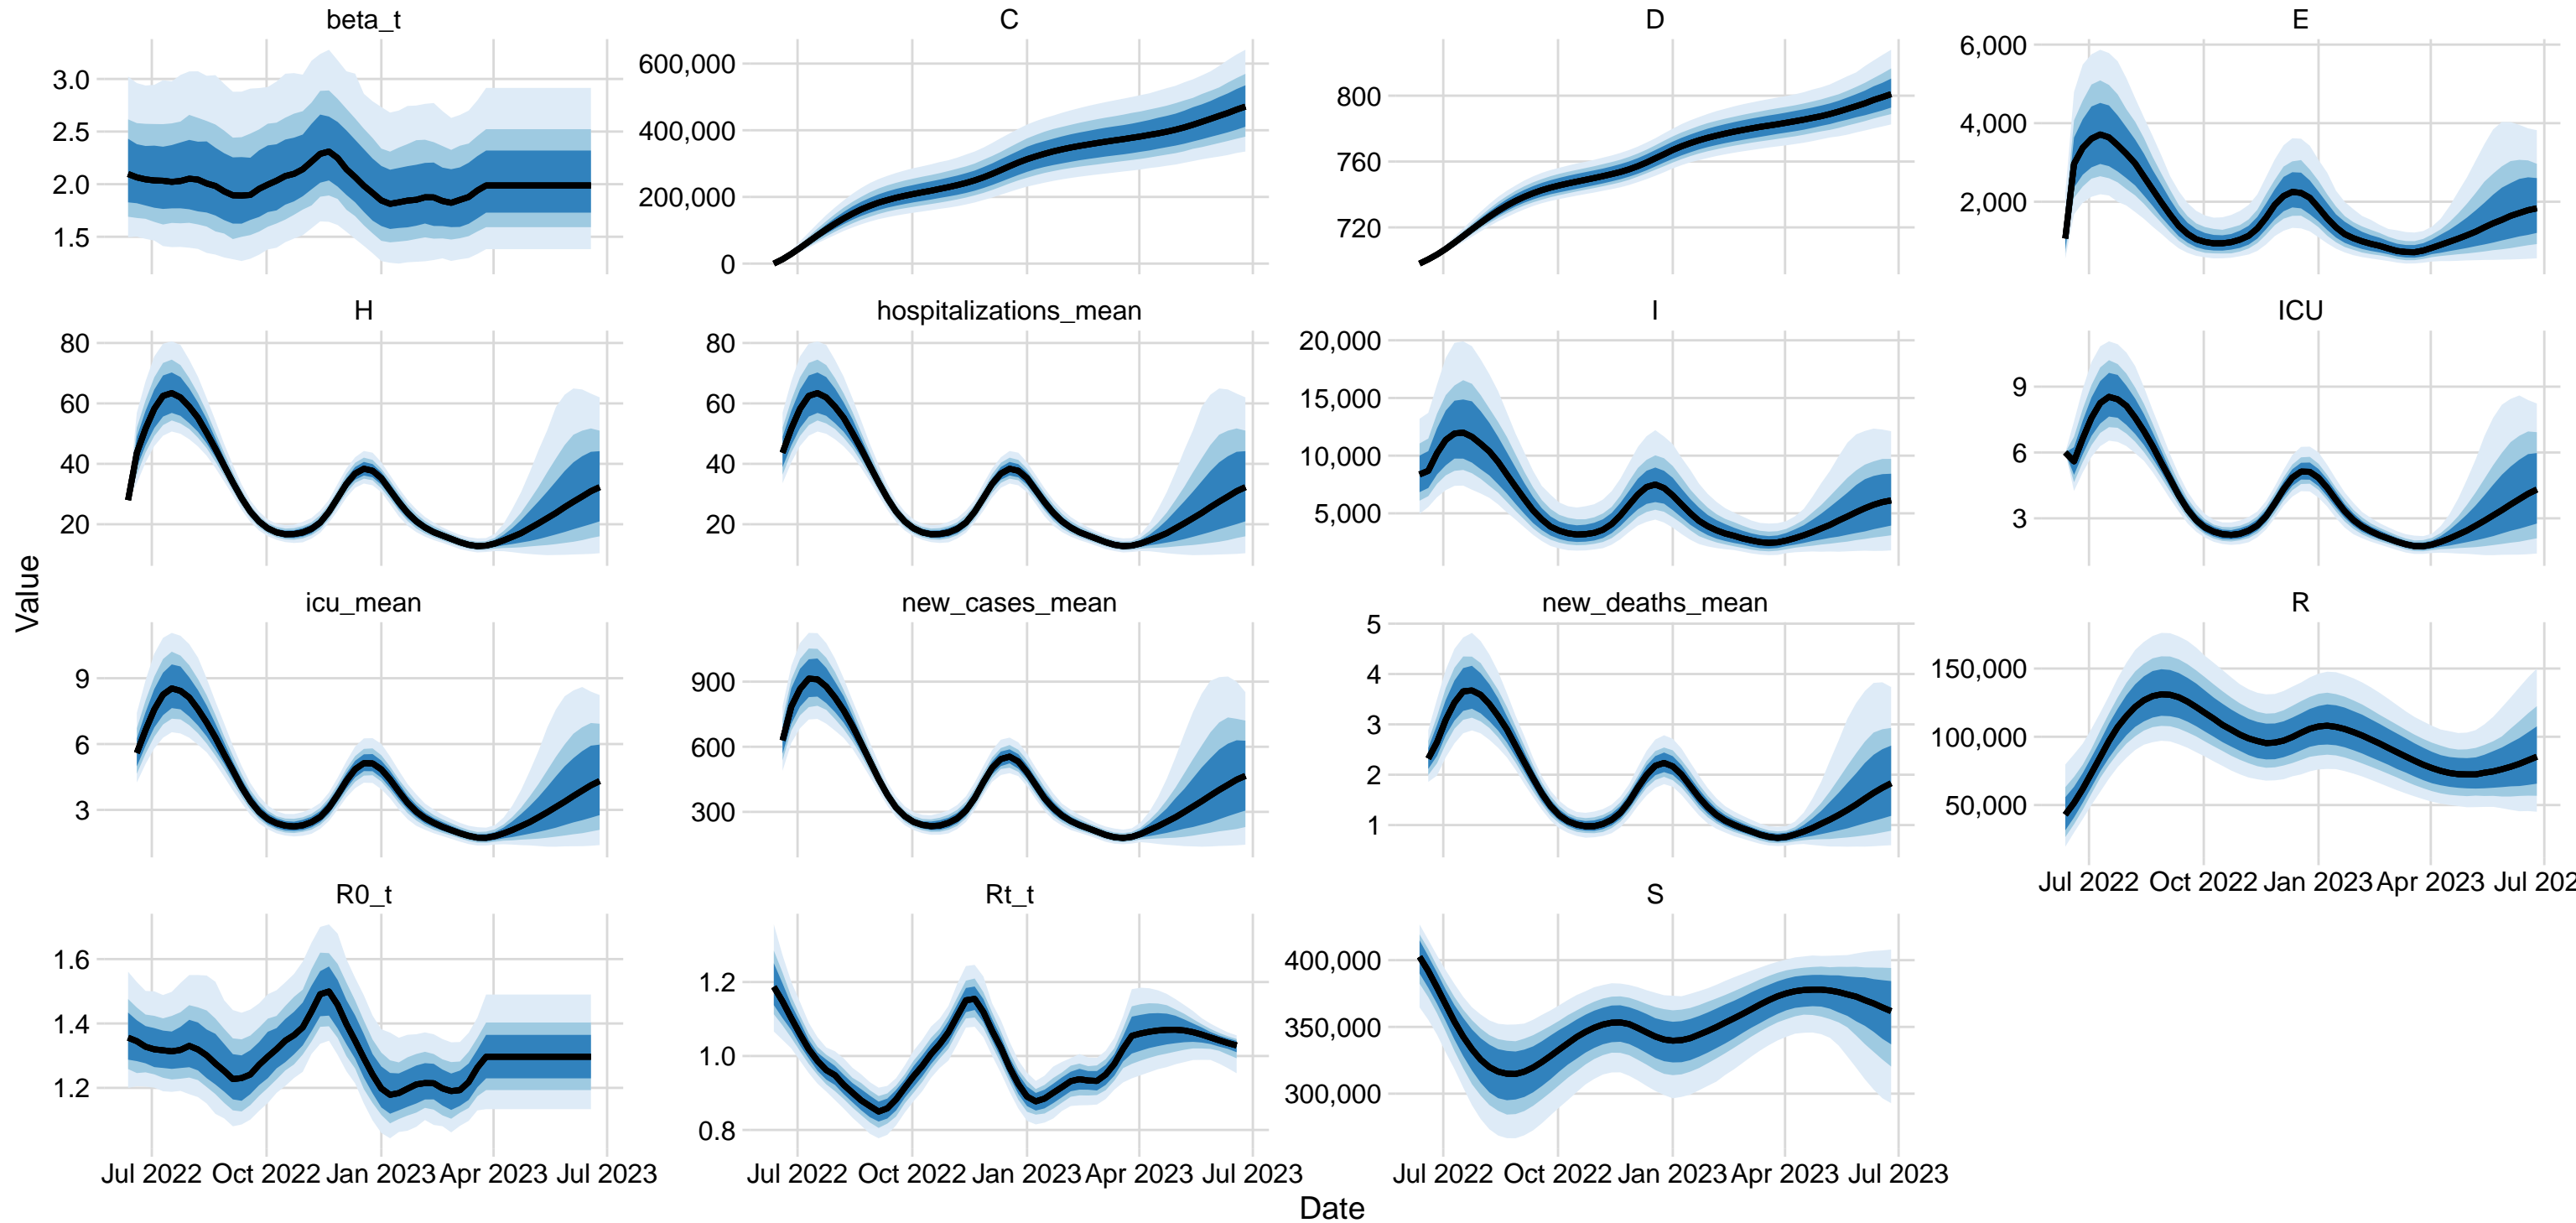 beta_t
C
D
E
3.0
2.5
2.0
1.5
600,000
400,000
200,000
0
800
760
720
6,000
4,000
2,000
H
hospitalizations_mean
I
ICU
80
60
40
20
80
60
40
20
20,000
15,000
10,000
5,000
9
6
3
Value
icu_mean
new_cases_mean
new_deaths_mean
R
9
6
3
900
600
300
5
4
3
2
1
150,000
100,000
50,000
Jul 2022 Oct 2022 Jan 2023 Apr 2023 Jul 202
R0_t
Rt_t
S
1.6
1.4
1.2
1.2
1.0
0.8
400,000
350,000
300,000
Jul 2022 Oct 2022 Jan 2023 Apr 2023 Jul 2023
Jul 2022 Oct 2022 Jan 2023 Apr 2023 Jul 2023
Jul 2022 Oct 2022 Jan 2023 Apr 2023 Jul 2023
Date